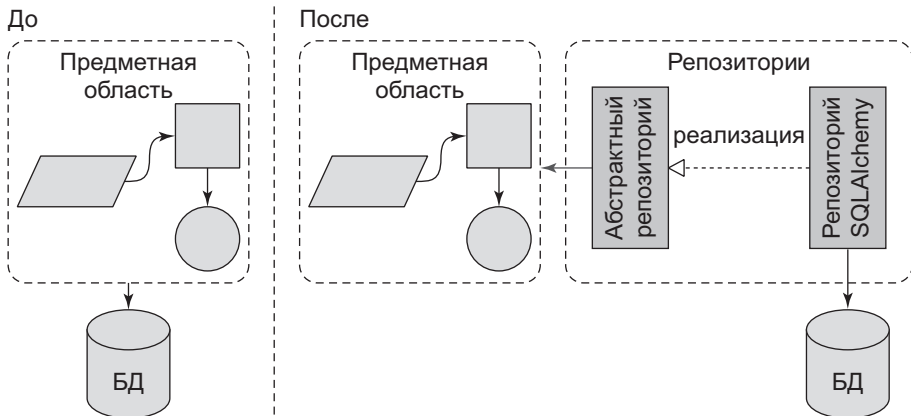 До
Предметная
область
БД
После
Предметная
область
Репозитории
Абстрактный
репозиторий
реализация
Репозиторий
SQLAlchemy
БД